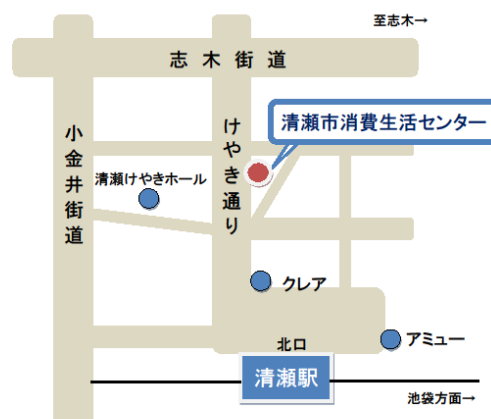 至志木→
志木街道
清瀬市消費生活センター
小金井街道
けやき通り
清瀬けやきホール
クレア
アミュー
北口
清瀬駅
池袋方面→